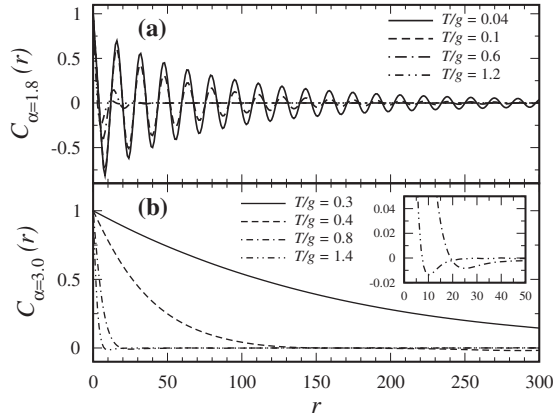 1
(a)
T/g = 0.04
T/g = 0.1
T/g = 0.6
T/g = 1.2
0.5
0
-0.5
C α=1.8 (r)
(b)
T/g = 0.3
T/g = 0.4
T/g = 0.8
T/g = 1.4
1
0.5
0
C α=3.0 (r)
0.04
0.02
0
-0.02
0 10 20 30 40 50
0 50 100 150 200 250 300
r